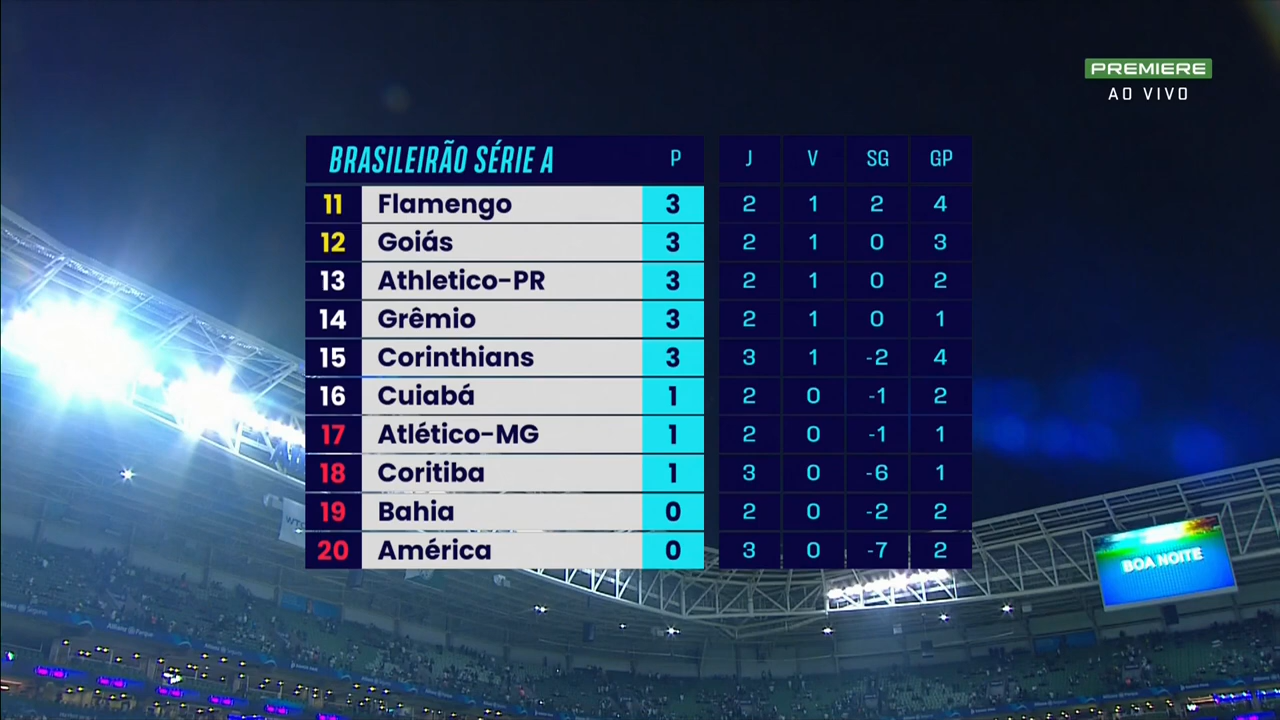 PREMIERE
AO VIVO
BRASILEIRÃO SÉRIE A P J V SG GP
11 Flamengo 3 2 1 2 4
12 Goiás 3 2 1 0 3
13 Athletico-PR 3 2 1 0 2
14 Grêmio 3 2 1 0 1
15 Corinthians 3 3 1 -2 4
16 Cuiabá 1 2 0 -1 2
17 Atlético-MG 1 2 0 -1 1
18 Coritiba 1 3 0 -6 1
19 Bahia 0 2 0 -2 2
20 América 0 3 0 -7 2
BOA NOITE